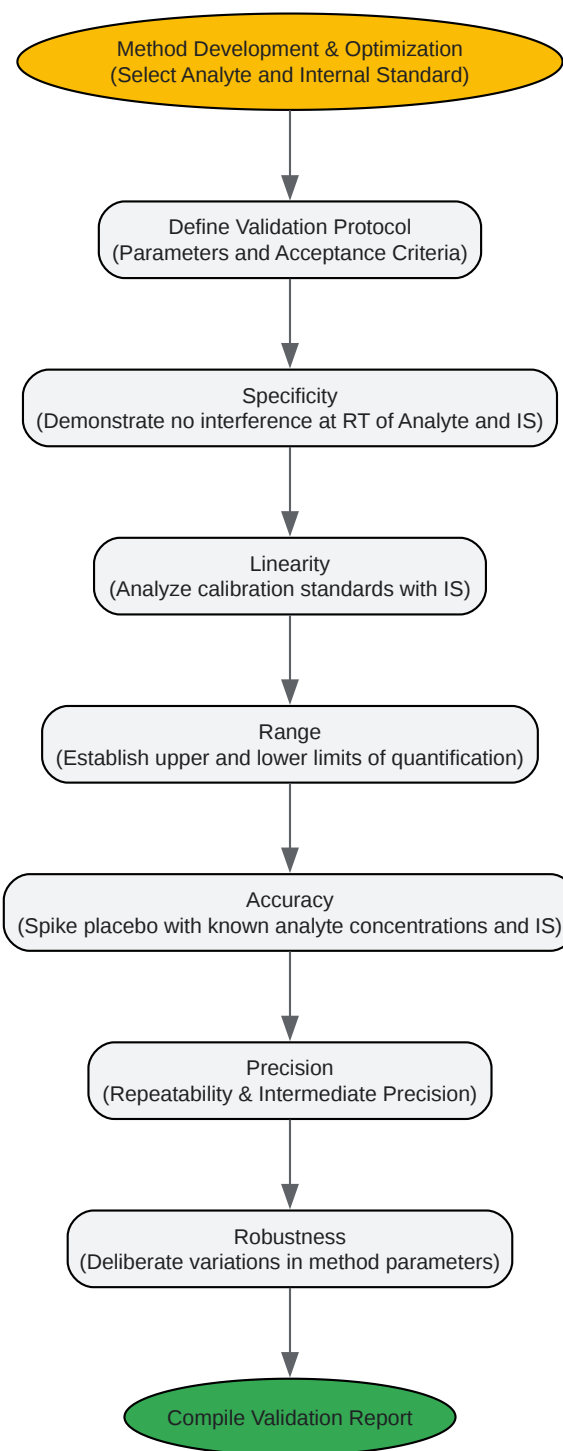 Method Development & Optimization
(Select Analyte and Internal Standard)
Define Validation Protocol
(Parameters and Acceptance Criteria)
Specificity
(Demonstrate no interference at RT of Analyte and IS)
Linearity
(Analyze calibration standards with IS)
Range
(Establish upper and lower limits of quantification)
Accuracy
(Spike placebo with known analyte concentrations and IS)
Precision
(Repeatability & Intermediate Precision)
Robustness
(Deliberate variations in method parameters)
Compile Validation Report